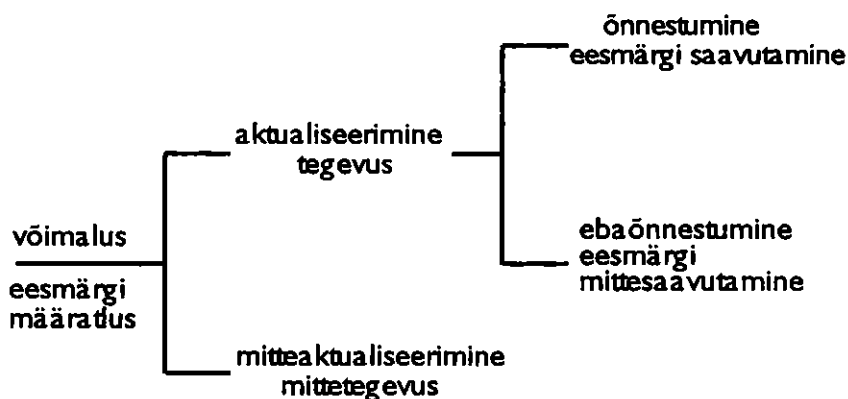 õnnestumine
eesmärgi saavutamine
aktualiseerimine
tegevus
võimalus
eesmärgi
määratlus
ebaõnnestumine
eesmärgi
mittesaavutamine
mitteaktualiseerimine
mittetegevus